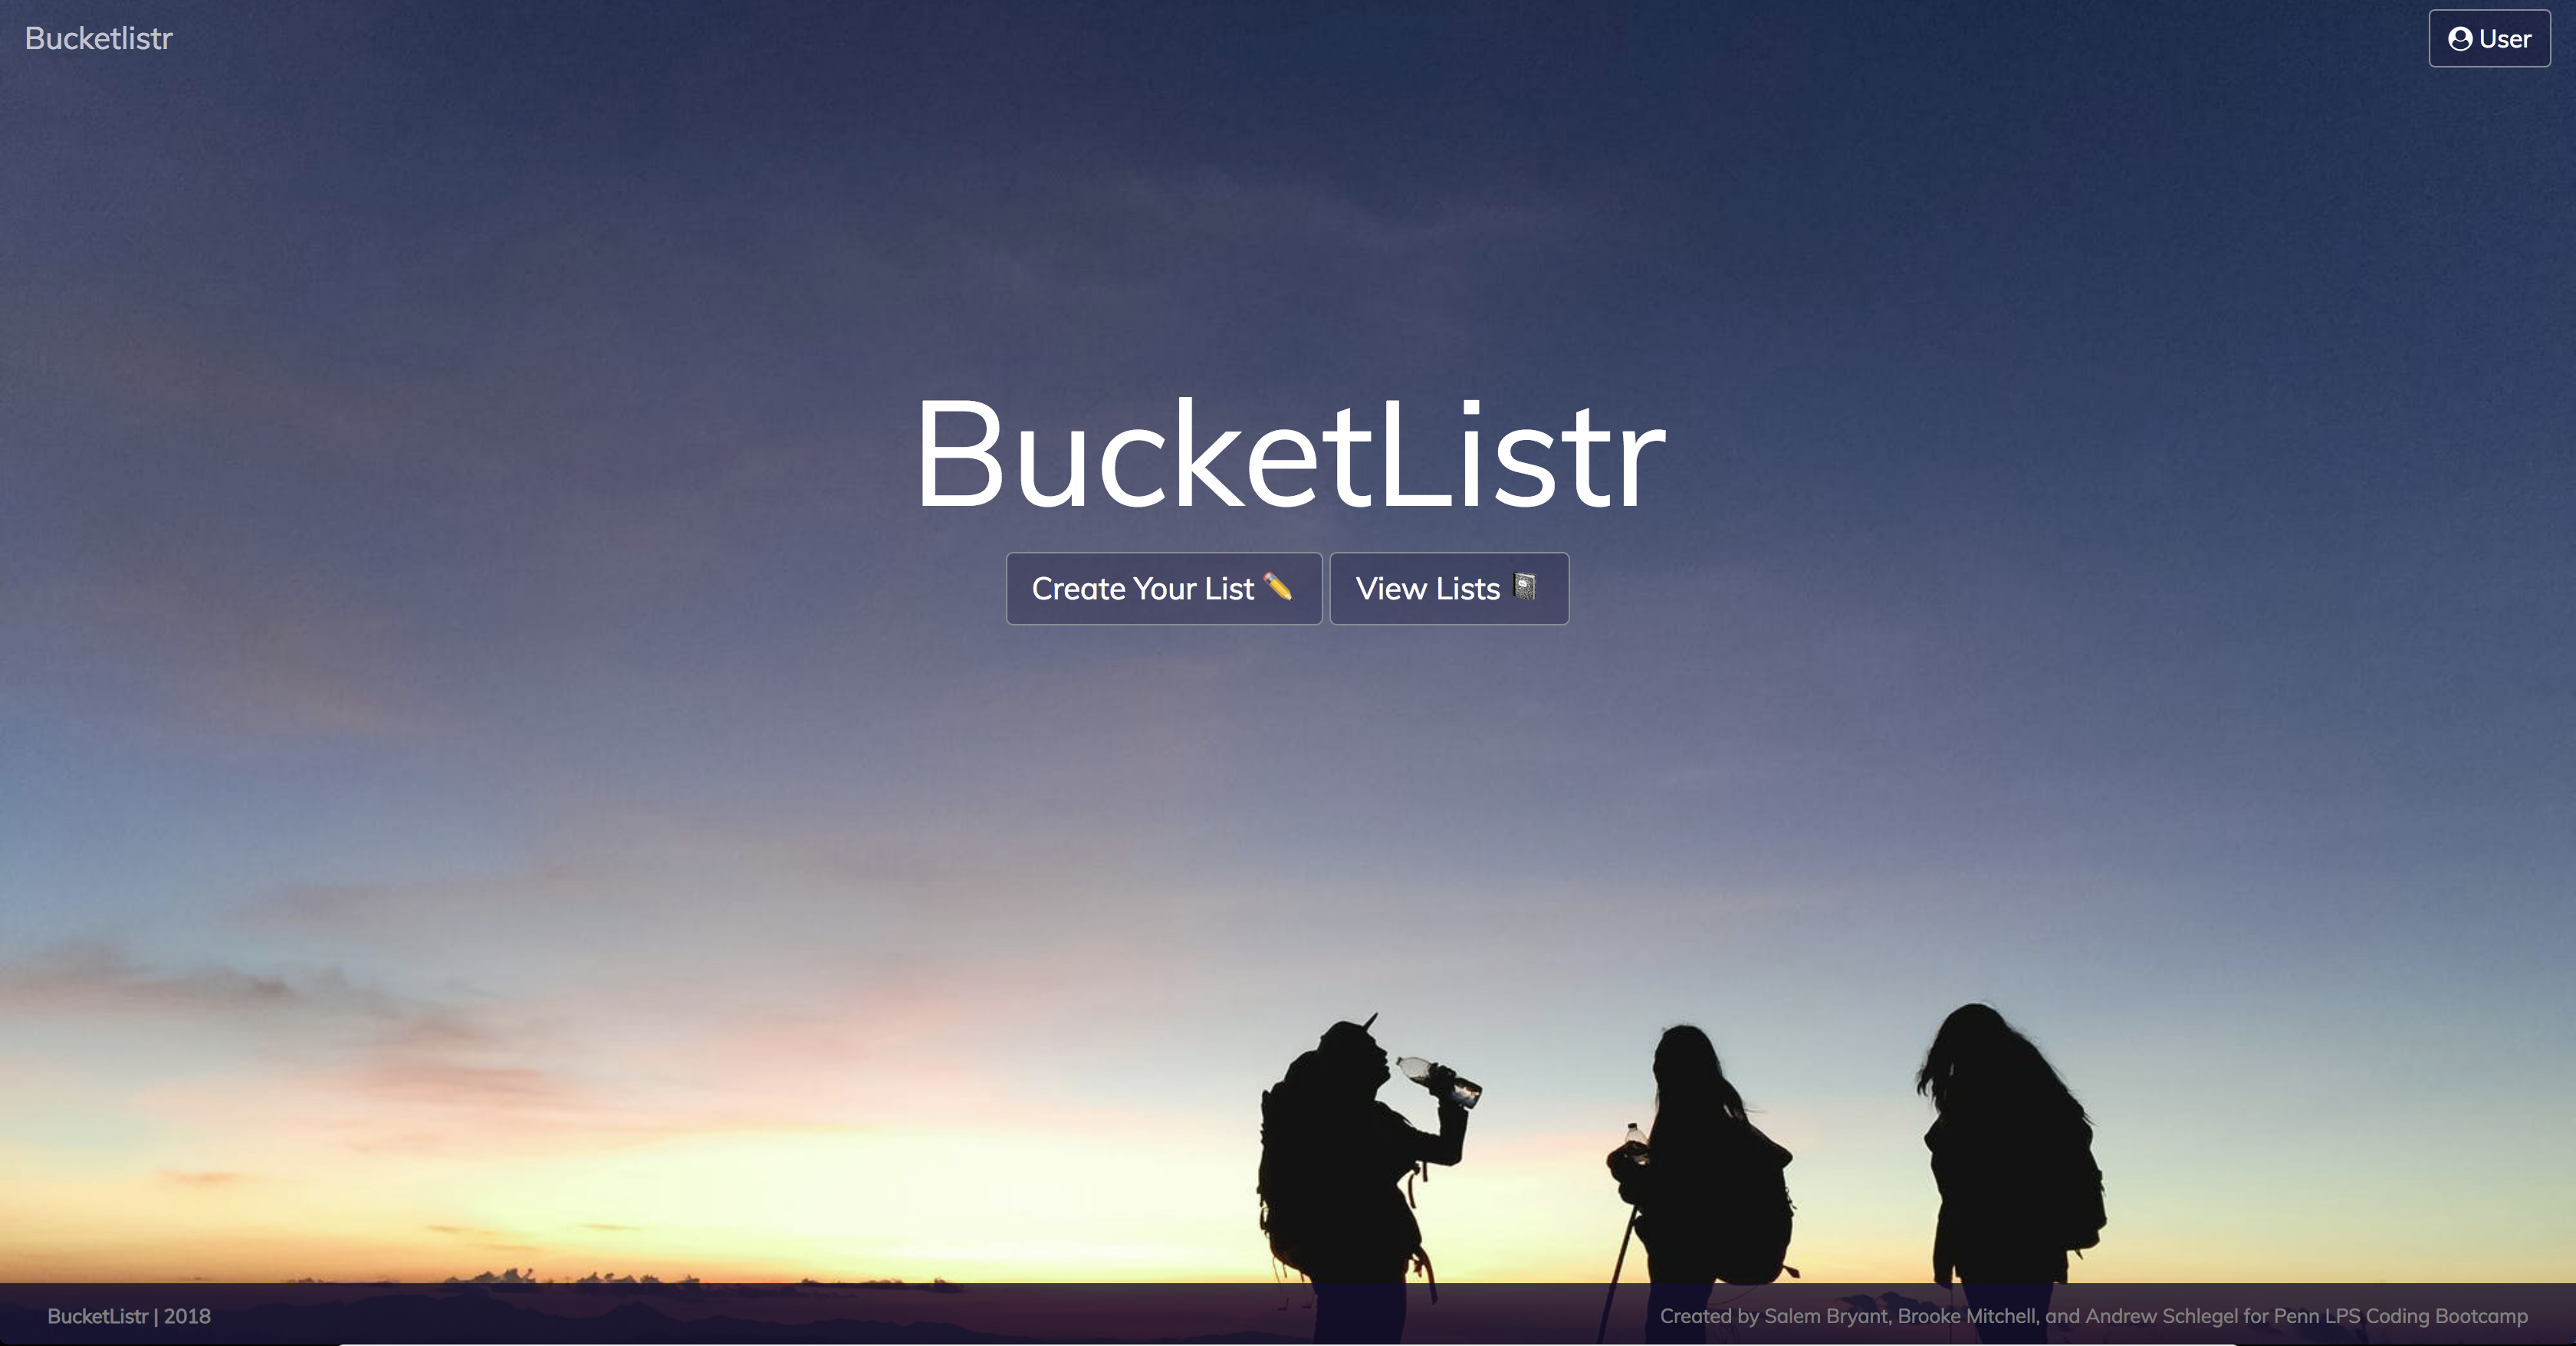 Bucketlistr
User
BucketListr
Create Your List ✏️
View Lists 📓
BucketListr | 2018
Created by Salem Bryant, Brooke Mitchell, and Andrew Schlegel for Penn LPS Coding Bootcamp